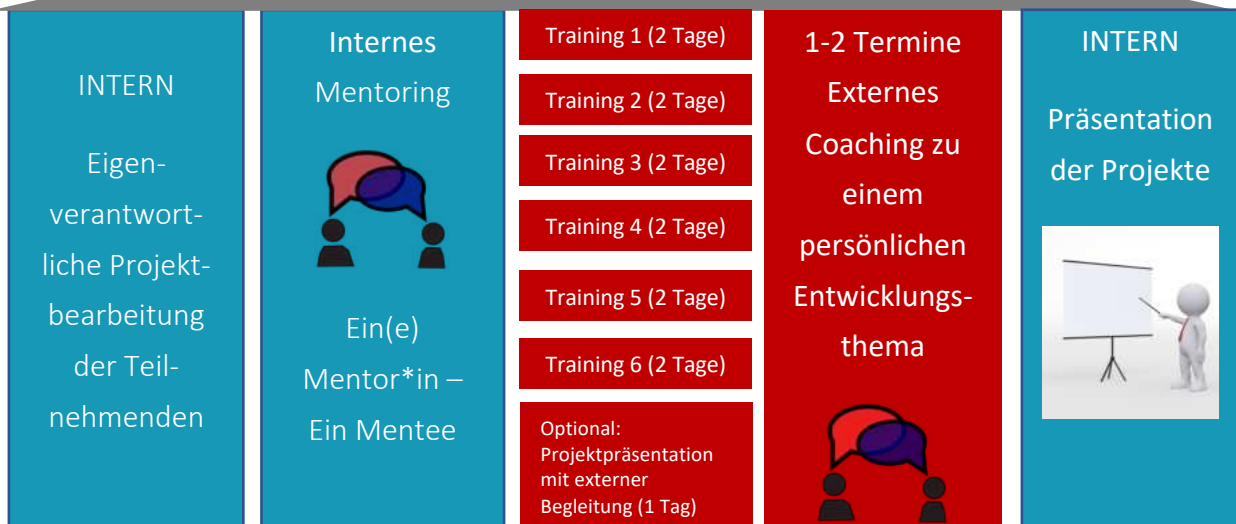 INTERN
Eigen-
verantwort-
liche Projekt-
bearbeitung
der Teil-
nehmenden
Internes
Mentoring
Ein(e)
Mentor*in –
Ein Mentee
Training 1 (2 Tage)
Training 2 (2 Tage)
Training 3 (2 Tage)
Training 4 (2 Tage)
Training 5 (2 Tage)
Training 6 (2 Tage)
Optional:
Projektpräsentation
mit externer
Begleitung (1 Tag)
1-2 Termine
Externes
Coaching zu
einem
persönlichen
Entwicklungs-
thema
INTERN
Präsentation
der Projekte